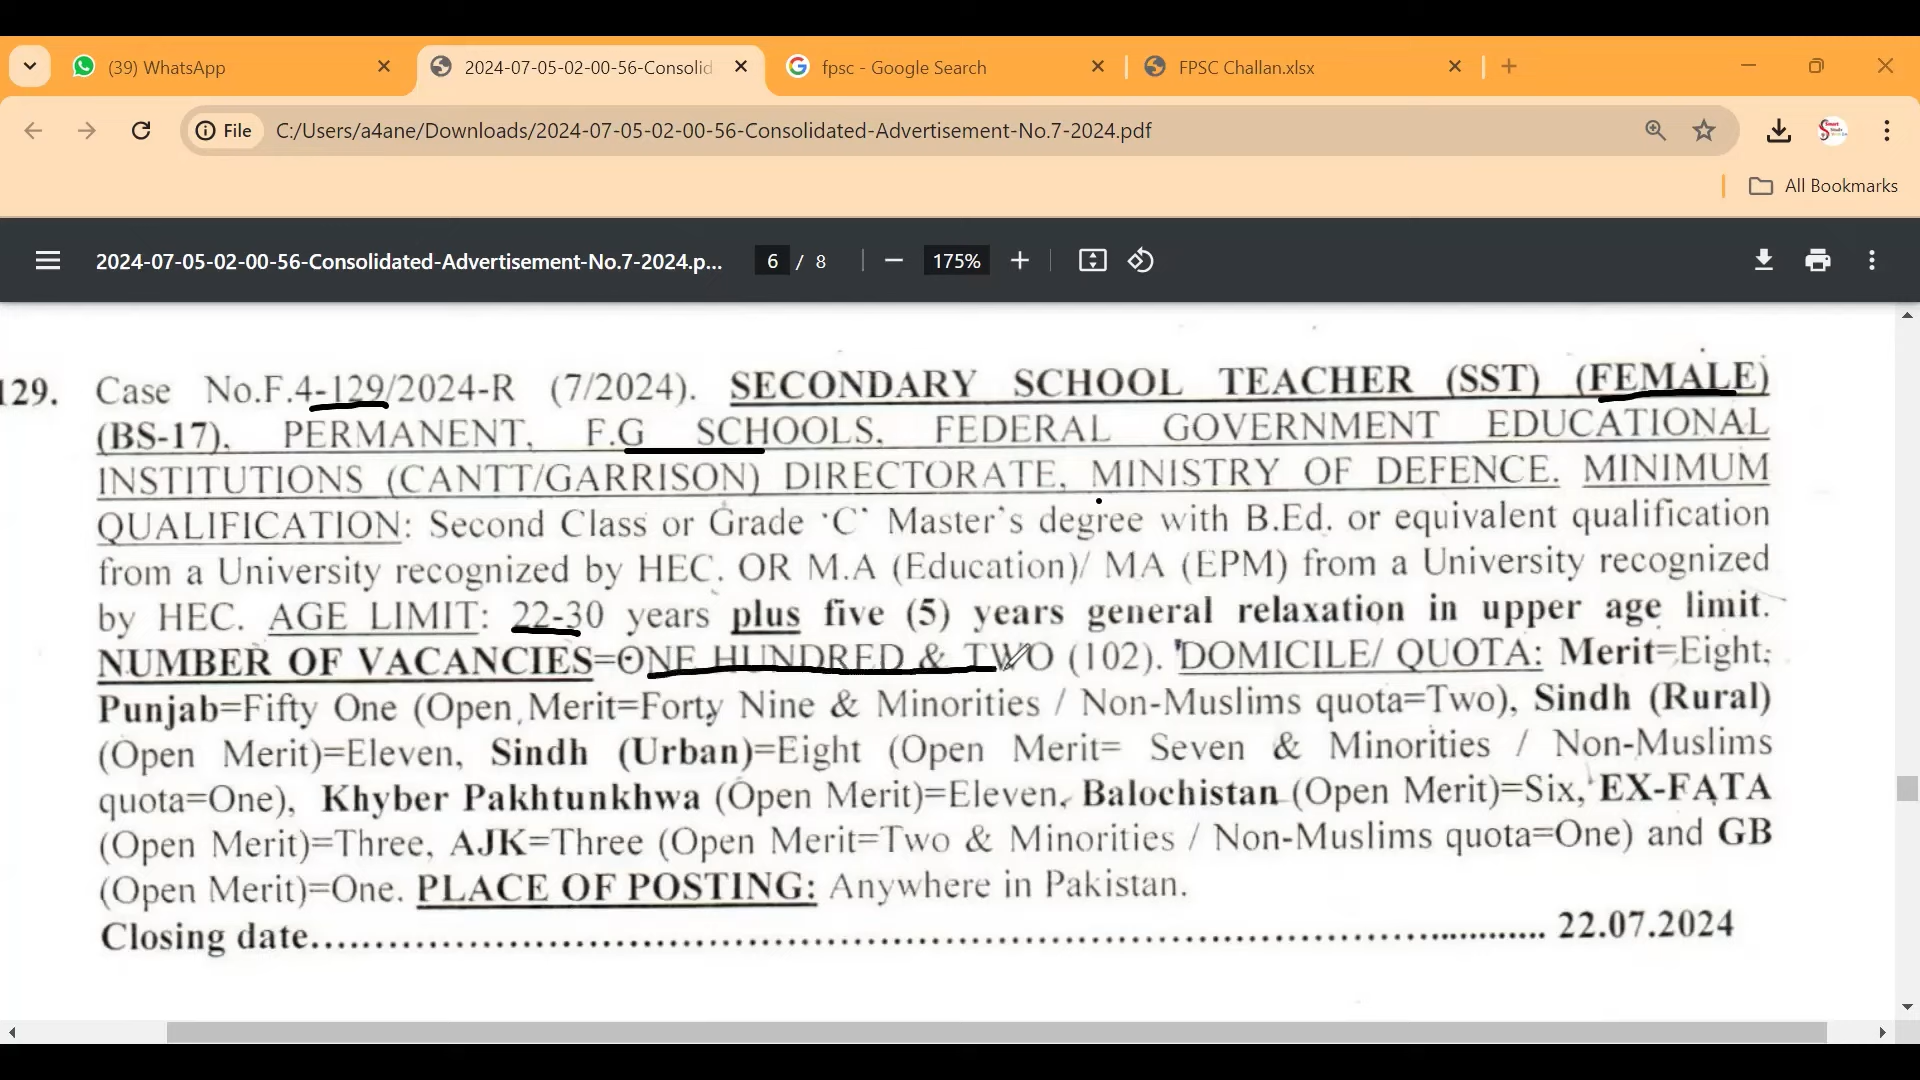 (39) WhatsApp
2024-07-05-02-00-56-Consolid
fpsc - Google Search
FPSC Challan.xlsx
File
C:/Users/a4ane/Downloads/2024-07-05-02-00-56-Consolidated-Advertisement-No.7-2024.pdf
All Bookmarks
2024-07-05-02-00-56-Consolidated-Advertisement-No.7-2024.p...
6 / 8
175%
129. Case No.F.4-129/2024-R (7/2024). SECONDARY SCHOOL TEACHER (SST) (FEMALE)
(BS-17), PERMANENT, F.G SCHOOLS, FEDERAL GOVERNMENT EDUCATIONAL
INSTITUTIONS (CANTT/GARRISON) DIRECTORATE, MINISTRY OF DEFENCE. MINIMUM
QUALIFICATION: Second Class or Grade 'C' Master's degree with B.Ed. or equivalent qualification
from a University recognized by HEC. OR M.A (Education)/ MA (EPM) from a University recognized
by HEC. AGE LIMIT: 22-30 years plus five (5) years general relaxation in upper age limit.
NUMBER OF VACANCIES=ONE HUNDRED & TWO (102). DOMICILE/ QUOTA: Merit=Eight,
Punjab=Fifty One (Open Merit=Forty Nine & Minorities / Non-Muslims quota=Two), Sindh (Rural)
(Open Merit)=Eleven, Sindh (Urban)=Eight (Open Merit= Seven & Minorities / Non-Muslims
quota=One), Khyber Pakhtunkhwa (Open Merit)=Eleven, Balochistan (Open Merit)=Six, EX-FATA
(Open Merit)=Three, AJK=Three (Open Merit=Two & Minorities / Non-Muslims quota=One) and GB
(Open Merit)=One. PLACE OF POSTING: Anywhere in Pakistan.
Closing date.......................................................................................... 22.07.2024